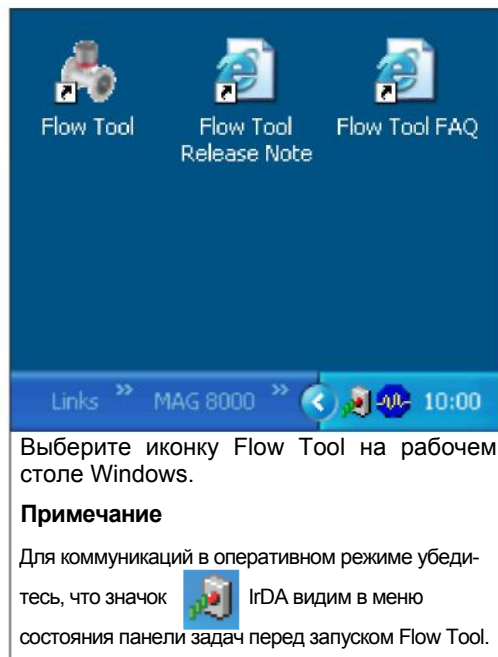 Flow Tool
Flow Tool
Release Note
Flow Tool FAQ
Links » MAG 8000 » 10:00
Выберите иконку Flow Tool на рабочем
столе Windows.
Примечание
Для коммуникаций в оперативном режиме убеди-
тесь, что значок IrDA видим в меню
состояния панели задач перед запуском Flow Tool.